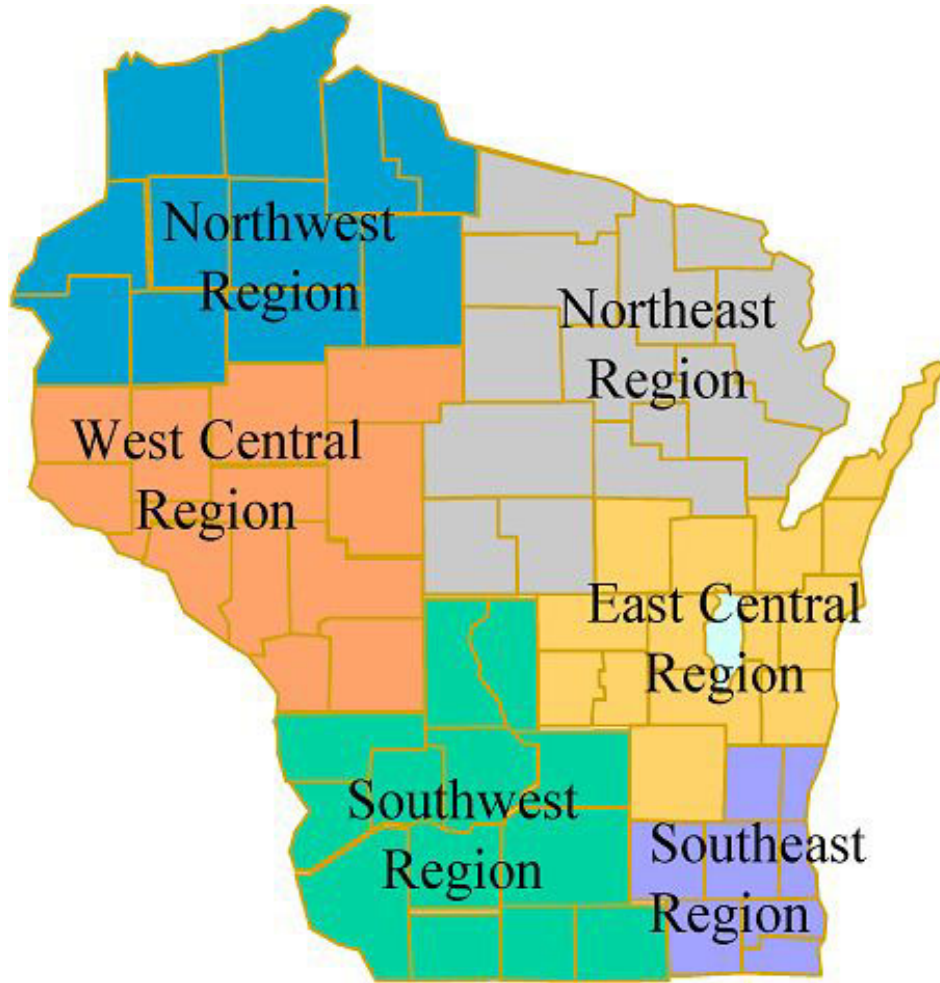 Northwest
Region
Northeast
Region
West Central
Region
East Central
Region
Southwest
Region
Southeast
Region